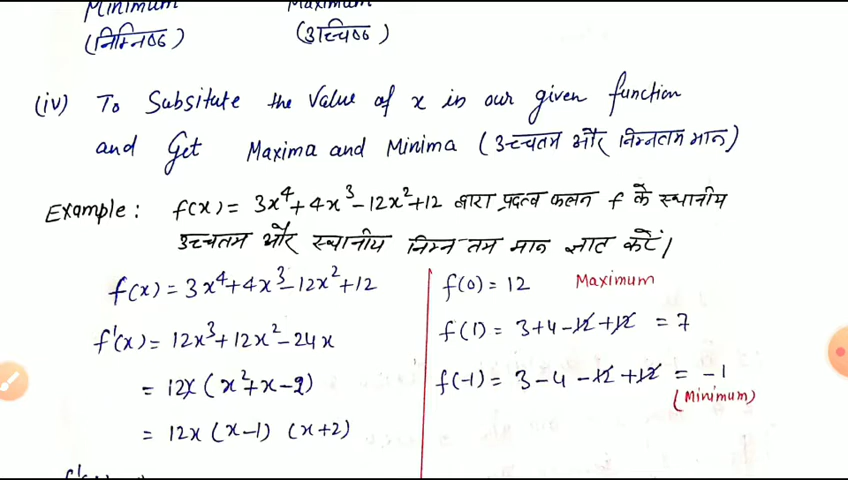 Minimum Maximum
(निम्निष्ठ) (उच्चिष्ठ)
(iv) To Subsitute the Value of x in our given function
and Get Maxima and Minima (उच्चतम और निम्नतम मान)
Example: f(x) = 3x⁴+4x³-12x²+12 द्वारा प्रदत्व फलन f के स्थानीय
उच्चतम और स्थानीय निम्नतम मान ज्ञात करें।
f(x) = 3x⁴+4x³-12x²+12
f'(x) = 12x³+12x²-24x
= 12x (x²+x-2)
= 12x (x-1) (x+2)
f(0) = 12 Maximum
f(1) = 3+4-12+12 = 7
f(-1) = 3-4-12+12 = -1
(Minimum)